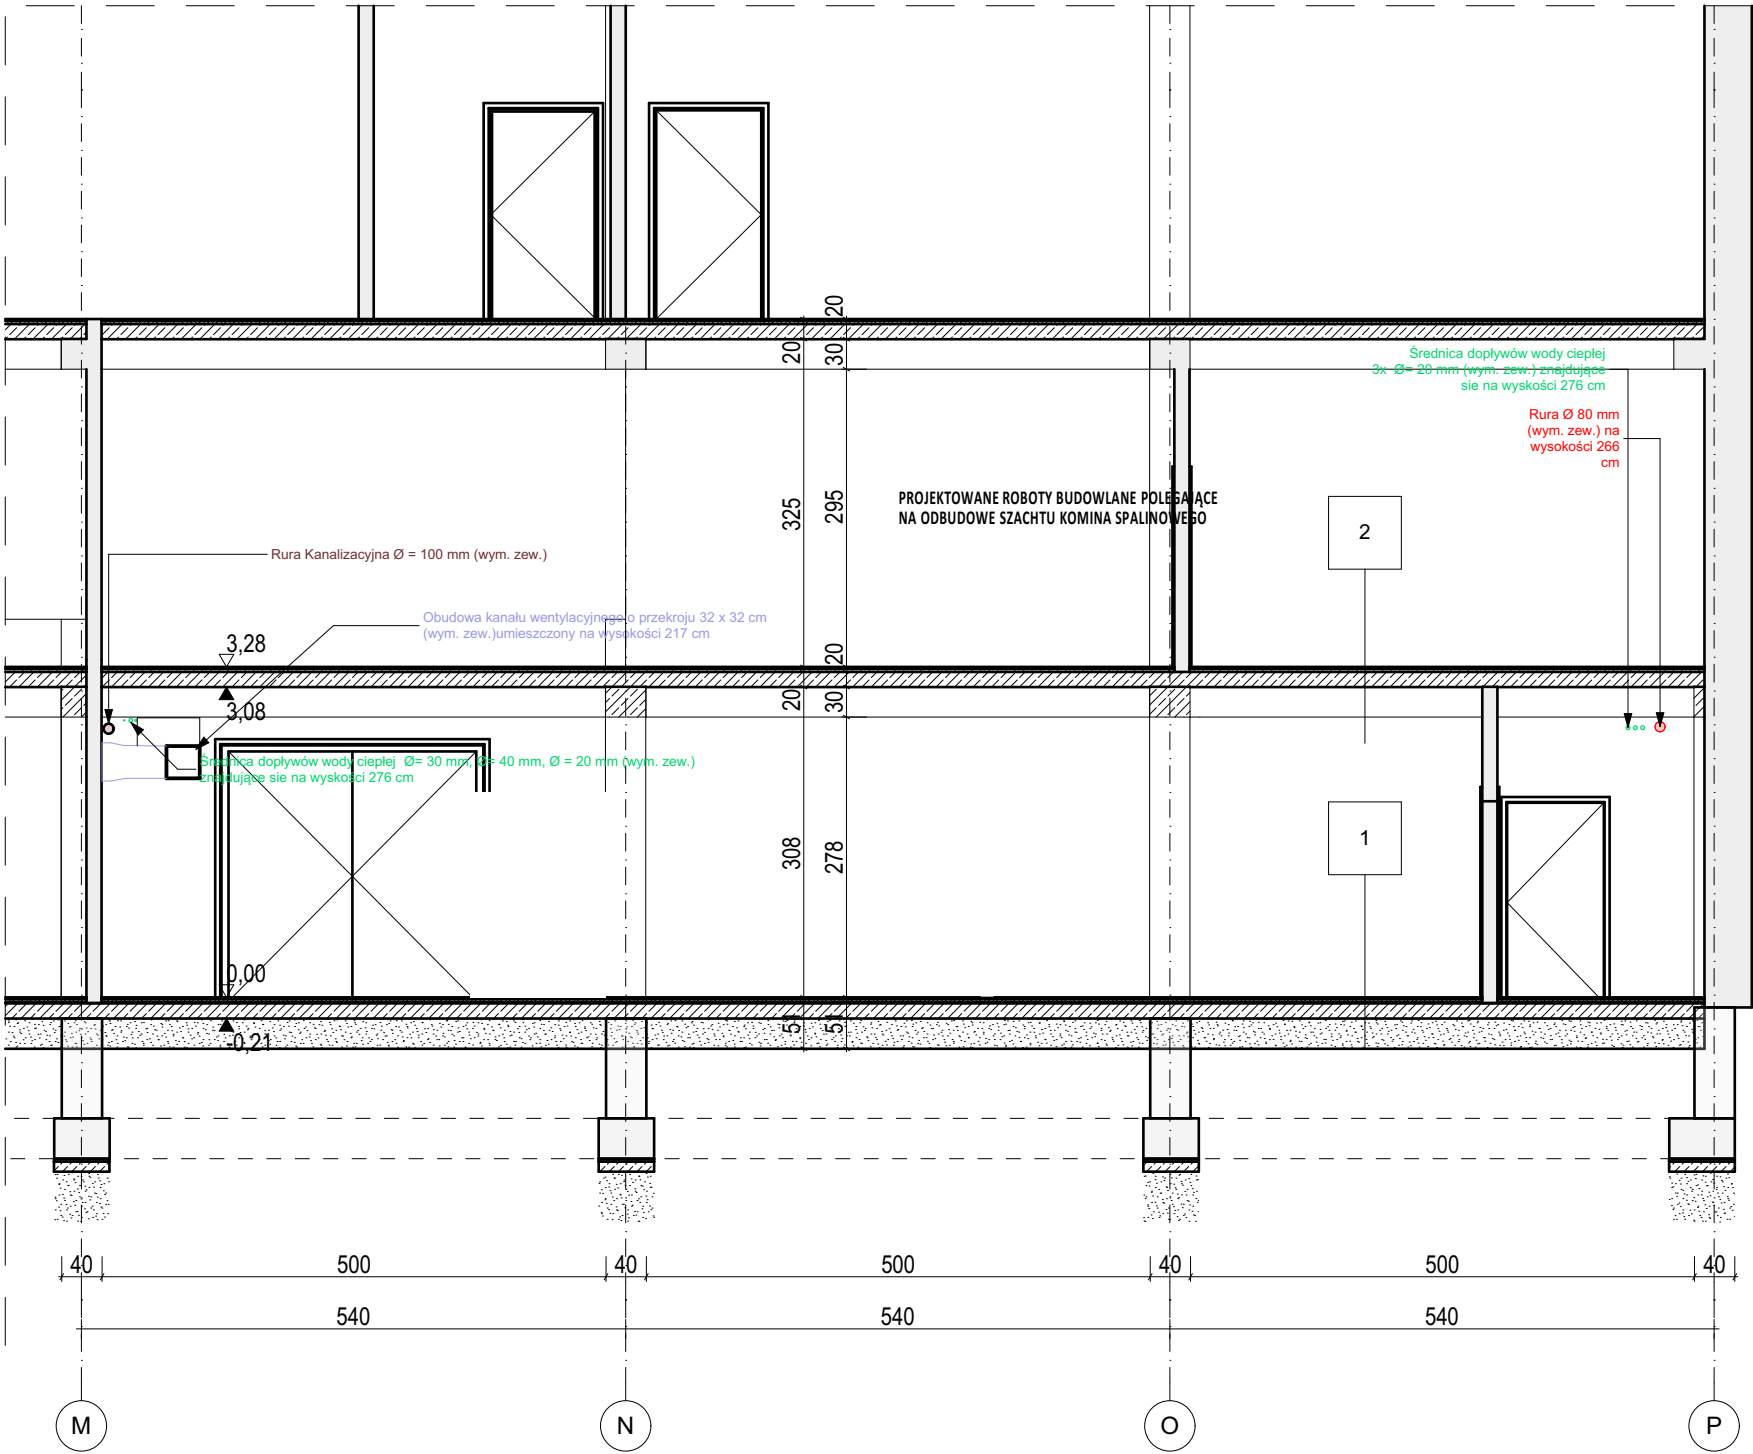 20
20
30
Średnica dopływów wody ciepłej
3x Ø= 20 mm (wym. zew.) znajdujące
sie na wyskości 276 cm
Rura Ø 80 mm
(wym. zew.) na
wysokości 266
cm
325
295
PROJEKTOWANE ROBOTY BUDOWLANE POLEGAJĄCE
NA ODBUDOWE SZACHTU KOMINA SPALINOWEGO
2
Rura Kanalizacyjna Ø = 100 mm (wym. zew.)
Obudowa kanału wentylacyjnego o przekroju 32 x 32 cm
(wym. zew.)umieszczony na wysokości 217 cm
3,28
20
3,08
20
30
Średnica dopływów wody ciepłej Ø= 30 mm, Ø= 40 mm, Ø = 20 mm (wym. zew.)
znajdujące sie na wyskości 276 cm
308
278
1
0,00
51
51
-0,21
40
500
40
500
40
500
40
540
540
540
M
N
O
P